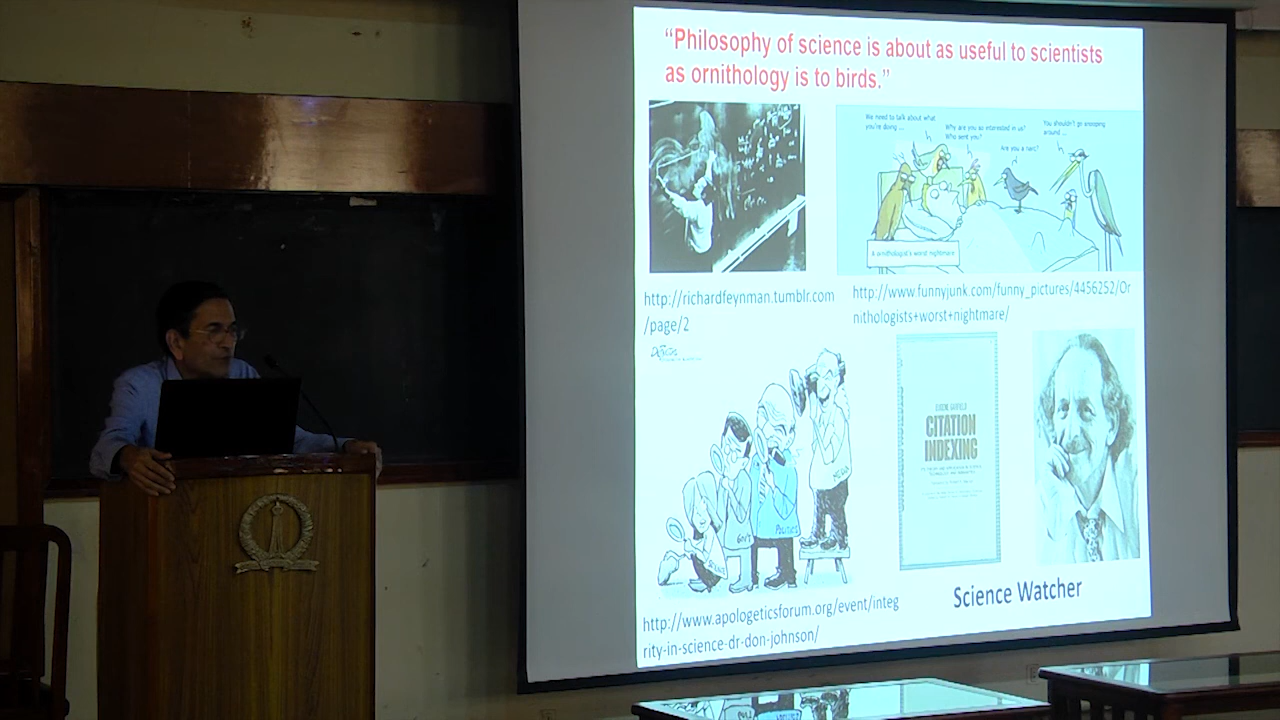 “Philosophy of science is about as useful to scientists
as ornithology is to birds.”
We need to talk about what
you're doing ...
Why are you so interested in us?
Who sent you?
Are you a narc?
You shouldn't go snooping
around ...
A ornithologist's worst nightmare
http://richardfeynman.tumblr.com
/page/2
http://www.funnyjunk.com/funny_pictures/4456252/Or
nithologists+worst+nightmare/
GOV'T
POLITICS
EUGENE GARFIELD
CITATION
INDEXING
Science Watcher
http://www.apologeticsforum.org/event/integ
rity-in-science-dr-don-johnson/